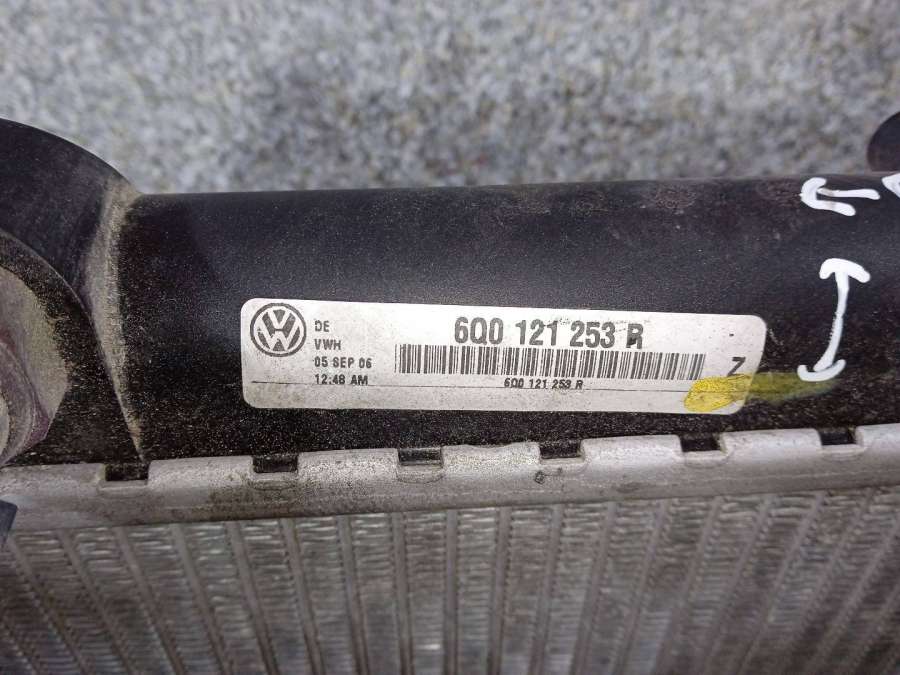 DE
VWH
05 SEP 06
12:48 AM
6Q0 121 253 R
6Q0 121 253 R
Z